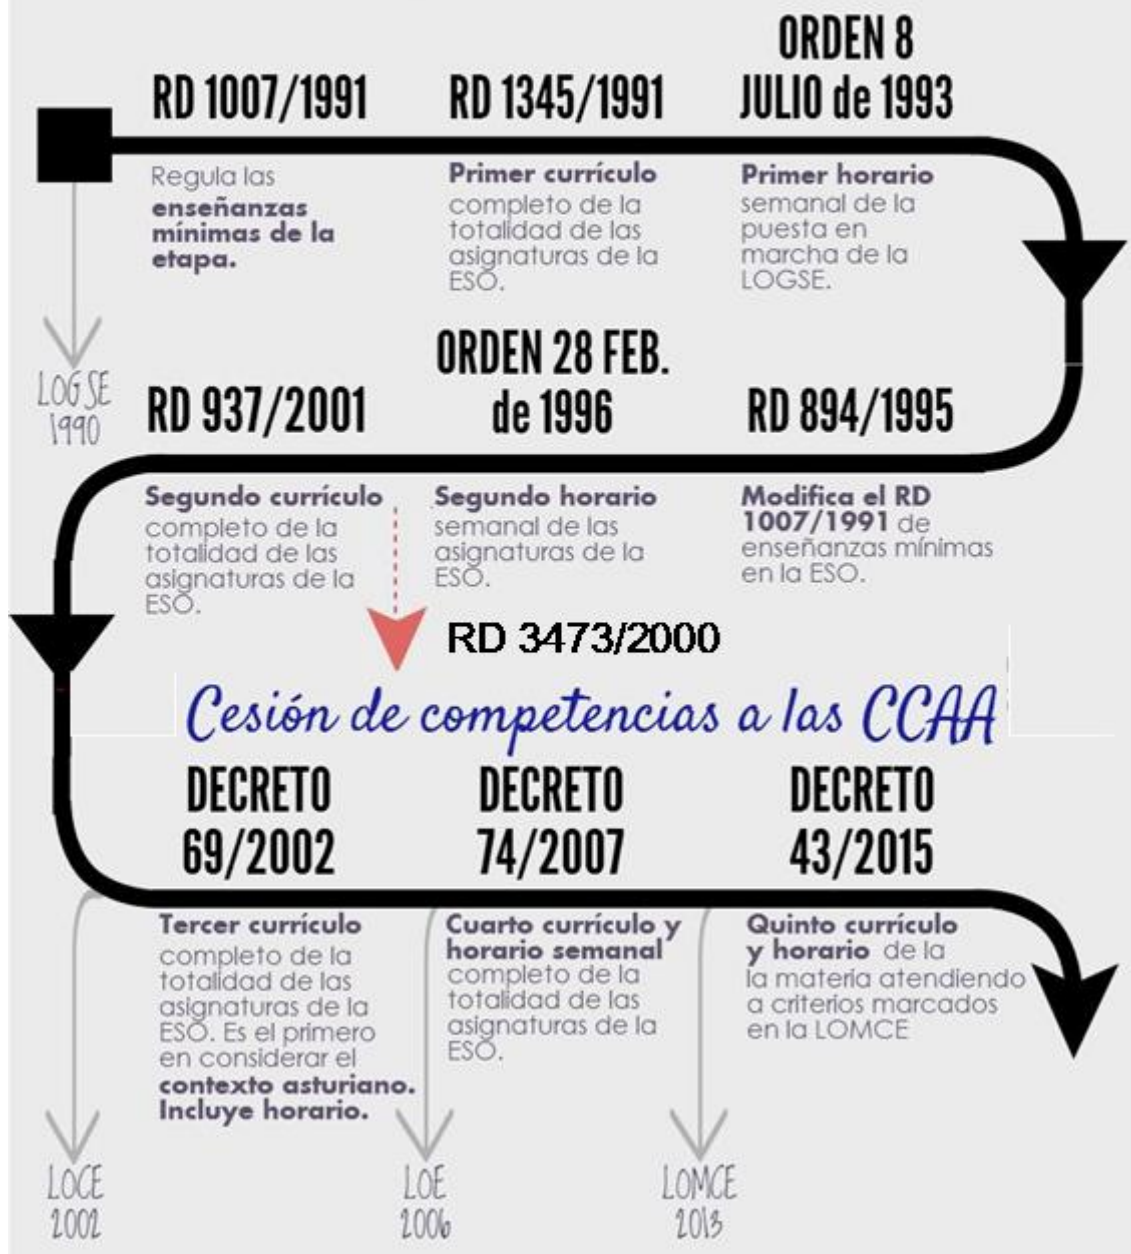 RD 1007/1991
Regula las
enseñanzas
mínimas de la
etapa.
RD 1345/1991
Primer currículo
completo de la
totalidad de las
asignaturas de la
ESO.
ORDEN 8
JULIO de 1993
Primer horario
semanal de la
puesta en
marcha de la
LOGSE.
LOGSE
1990
RD 894/1995
Modifica el RD
1007/1991 de
enseñanzas mínimas
en la ESO.
ORDEN 28 FEB.
de 1996
Segundo horario
semanal de las
asignaturas de la
ESO.
RD 937/2001
Segundo currículo
completo de la
totalidad de las
asignaturas de la
ESO.
RD 3473/2000
Cesión de competencias a las CCAA
DECRETO
69/2002
Tercer currículo
completo de la
totalidad de las
asignaturas de la
ESO. Es el primero
en considerar el
contexto asturiano.
Incluye horario.
DECRETO
74/2007
Cuarto currículo y
horario semanal
completo de la
totalidad de las
asignaturas de la
ESO.
DECRETO
43/2015
Quinto currículo
y horario de la
la materia atendiendo
a criterios marcados
en la LOMCE
LOCE
2002
LOE
2006
LOMCE
2013